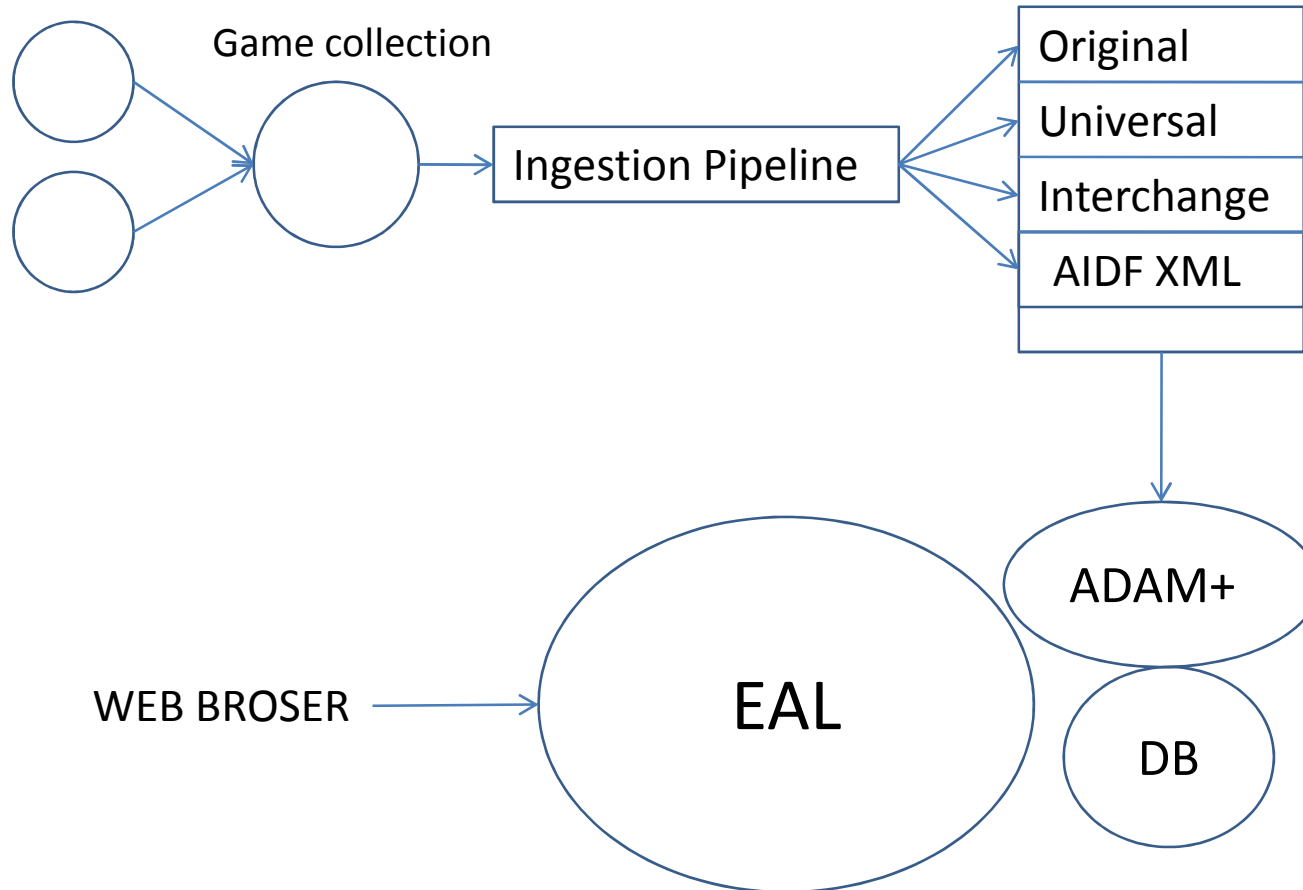 Game collection
Original
Universal
Ingestion Pipeline
Interchange
AIDF XML
ADAM+
EAL
WEB BROSER
DB